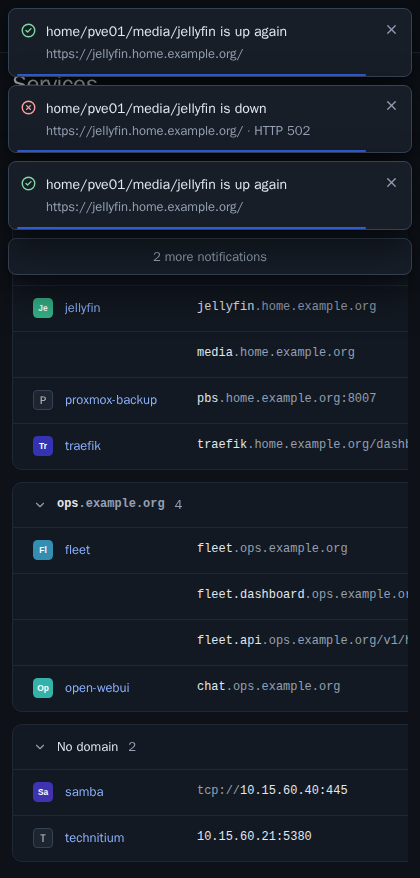 home/pve01/media/jellyfin is up again
https://jellyfin.home.example.org/
Services
home/pve01/media/jellyfin is down
https://jellyfin.home.example.org/ · HTTP 502
home/pve01/media/jellyfin is up again
https://jellyfin.home.example.org/
2 more notifications
Je jellyfin jellyfin.home.example.org
media.home.example.org
P proxmox-backup pbs.home.example.org:8007
Tr traefik traefik.home.example.org/dashb
ops.example.org 4
Fl fleet fleet.ops.example.org
fleet.dashboard.ops.example.or
fleet.api.ops.example.org/v1/h
Op open-webui chat.ops.example.org
No domain 2
Sa samba tcp://10.15.60.40:445
T technitium 10.15.60.21:5380